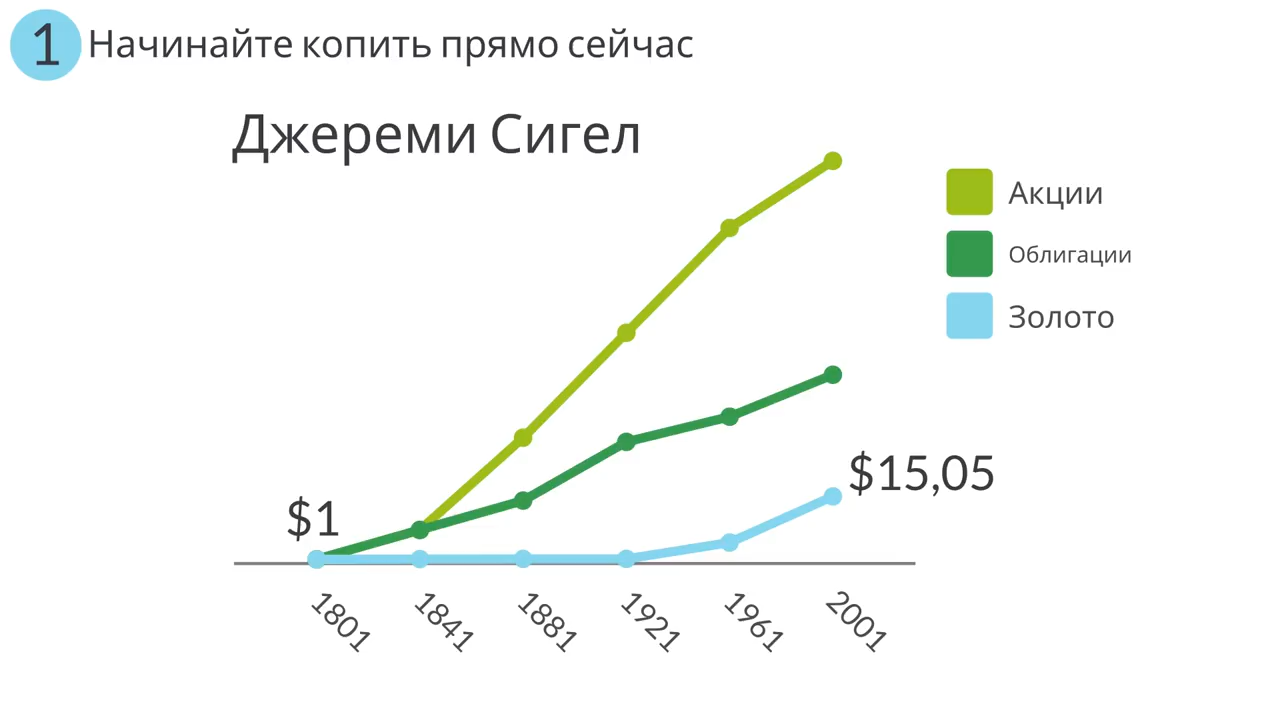 1 Начинайте копить прямо сейчас
Джереми Сигел
Акции
Облигации
Золото
$15,05
$1
1801 1841 1881 1921 1961 2001